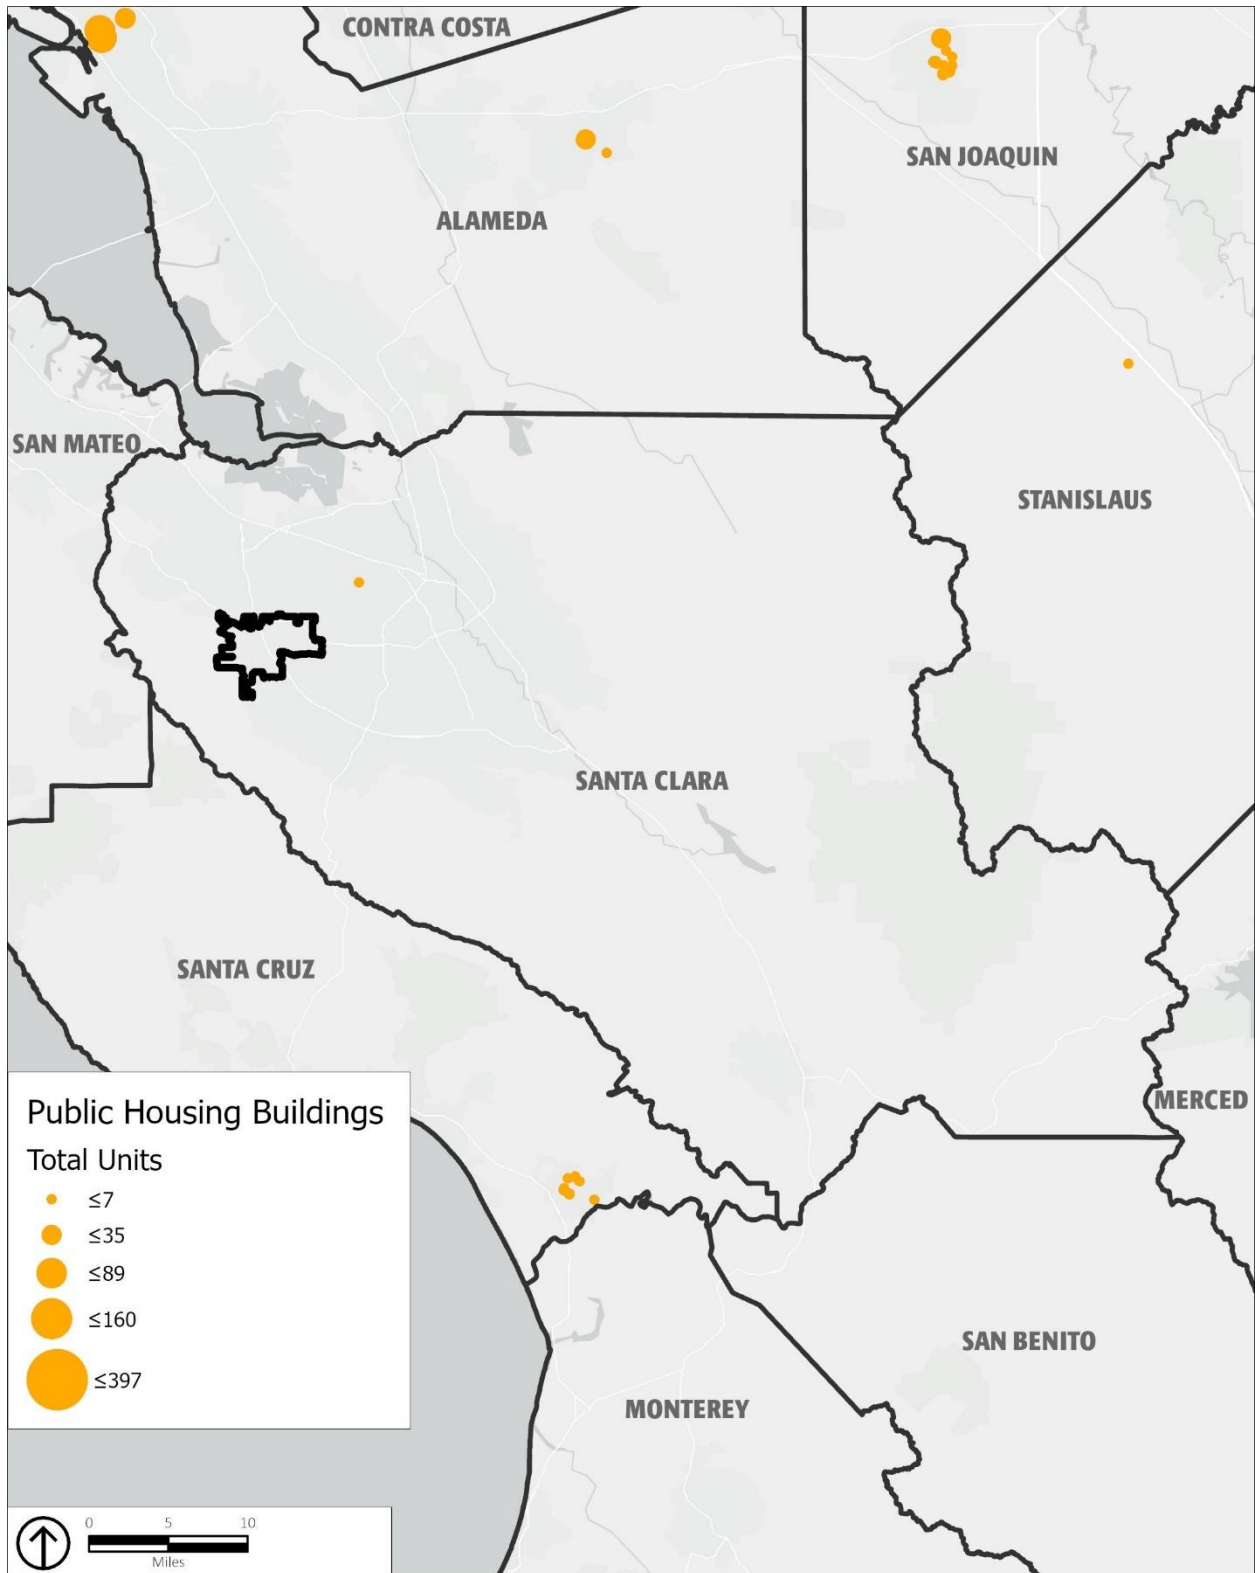 CONTRA COSTA
SAN JOAQUIN
ALAMEDA
SAN MATEO
STANISLAUS
SANTA CLARA
SANTA CRUZ
MERCED
Public Housing Buildings
Total Units
≤7
≤35
≤89
≤160
≤397
SAN BENITO
MONTEREY
0 5 10
Miles